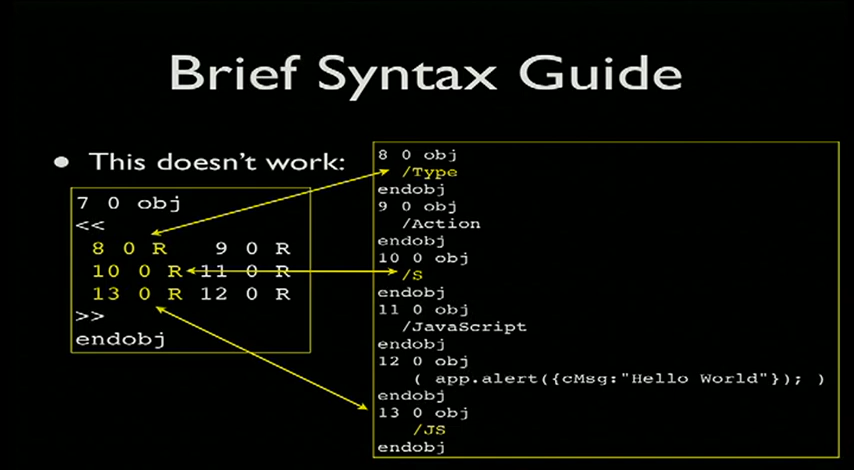 Brief Syntax Guide
• This doesn't work:
7 0 obj
<<
8 0 R 9 0 R
10 0 R 11 0 R
13 0 R 12 0 R
>>
endobj
8 0 obj
/Type
endobj
9 0 obj
/Action
endobj
10 0 obj
/S
endobj
11 0 obj
/JavaScript
endobj
12 0 obj
( app.alert({cMsg:"Hello World"}); )
endobj
13 0 obj
/JS
endobj